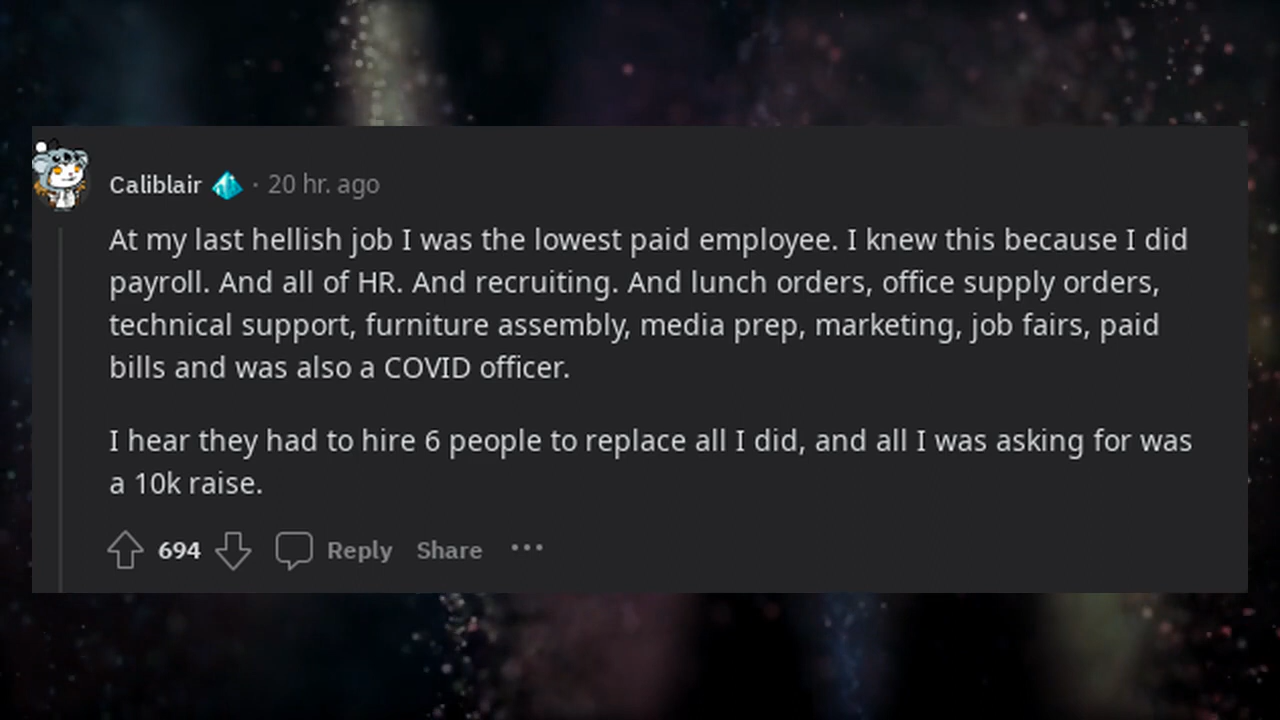 Caliblair · 20 hr. ago
At my last hellish job I was the lowest paid employee. I knew this because I did
payroll. And all of HR. And recruiting. And lunch orders, office supply orders,
technical support, furniture assembly, media prep, marketing, job fairs, paid
bills and was also a COVID officer.
I hear they had to hire 6 people to replace all I did, and all I was asking for was
a 10k raise.
694 Reply Share ···